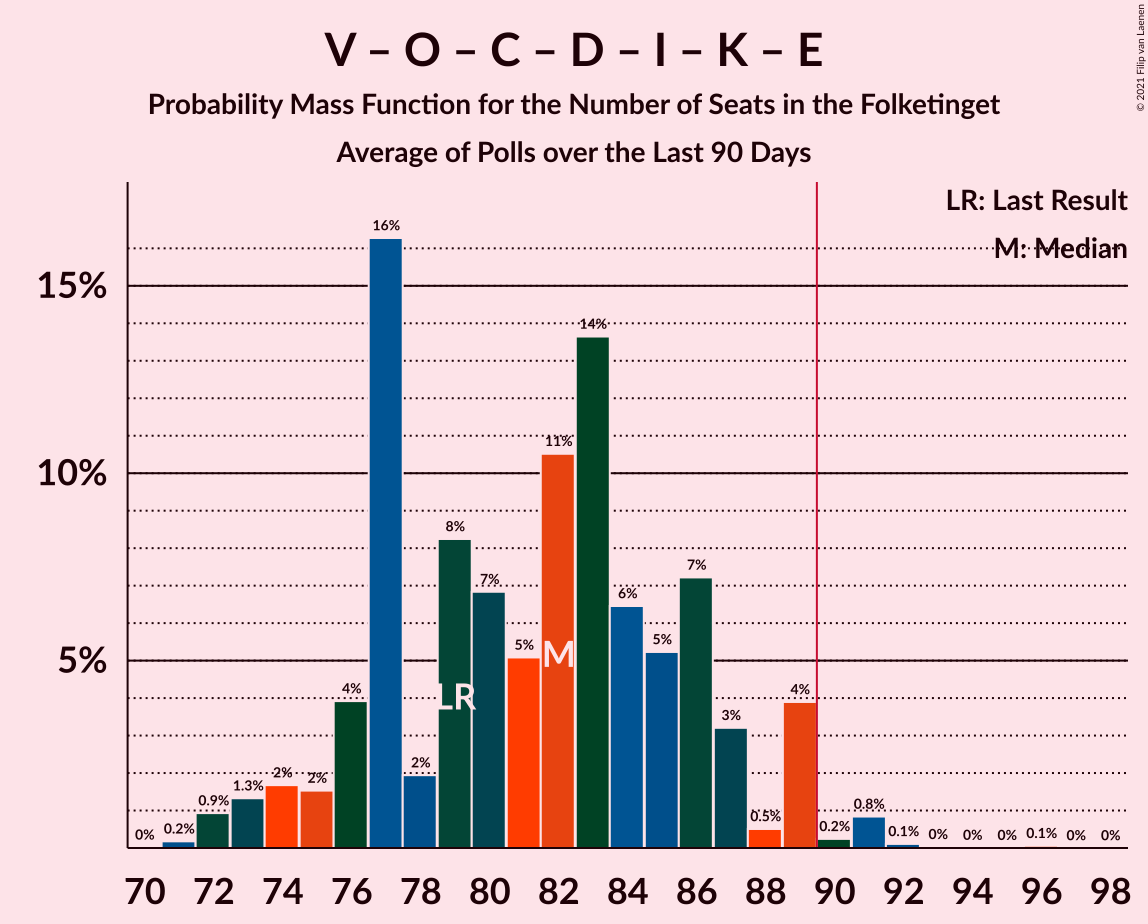 V – O – C – D – I – K – E
Probability Mass Function for the Number of Seats in the Folketinget
Average of Polls over the Last 90 Days
© 2021 Filip van Laenen
LR: Last Result
M: Median
15%
10%
5%
0% 0.2% 0.9% 1.3% 2% 2% 4% 16% 2% 8% 7% 5% 11% 14% 6% 5% 7% 3% 0.5% 4% 0.2% 0.8% 0.1% 0% 0% 0% 0.1% 0% 0%
LR
M
70 72 74 76 78 80 82 84 86 88 90 92 94 96 98